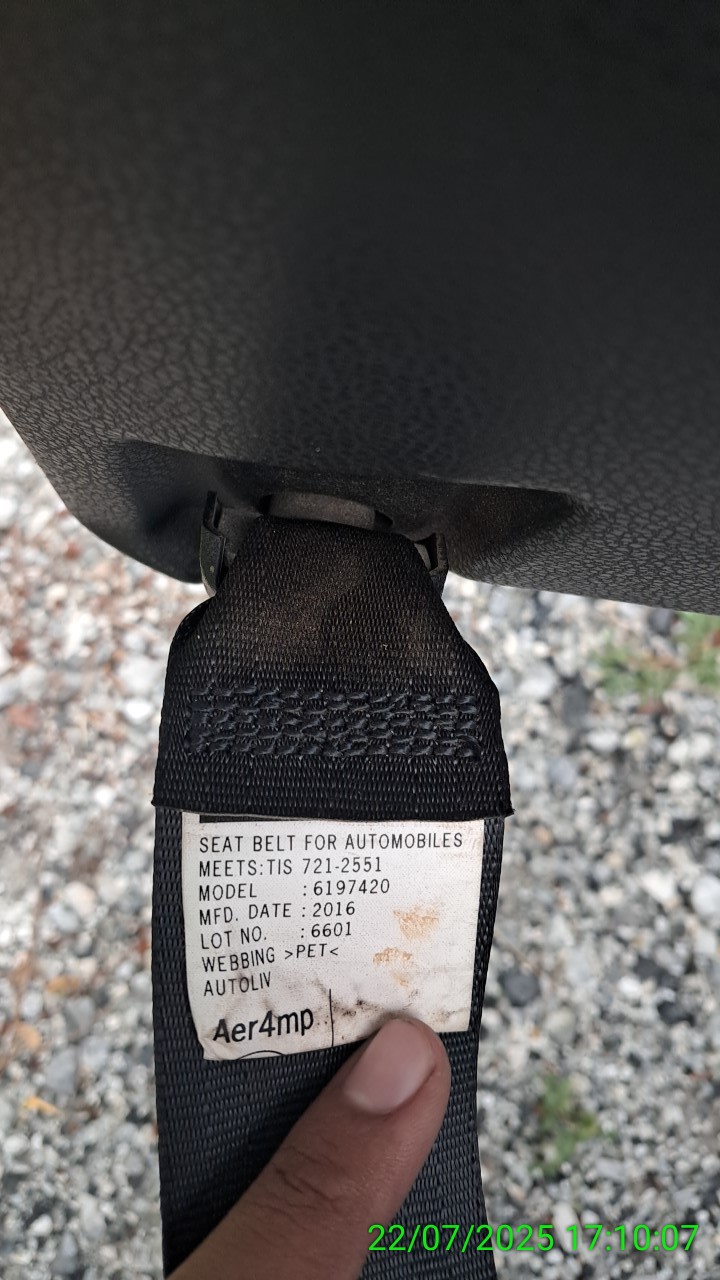 SEAT BELT FOR AUTOMOBILES
MEETS:TIS 721-2551
MODEL : 6197420
MFD. DATE : 2016
LOT NO. : 6601
WEBBING >PET<
AUTOLIV
Aer4mp
22/07/2025 17:10:07